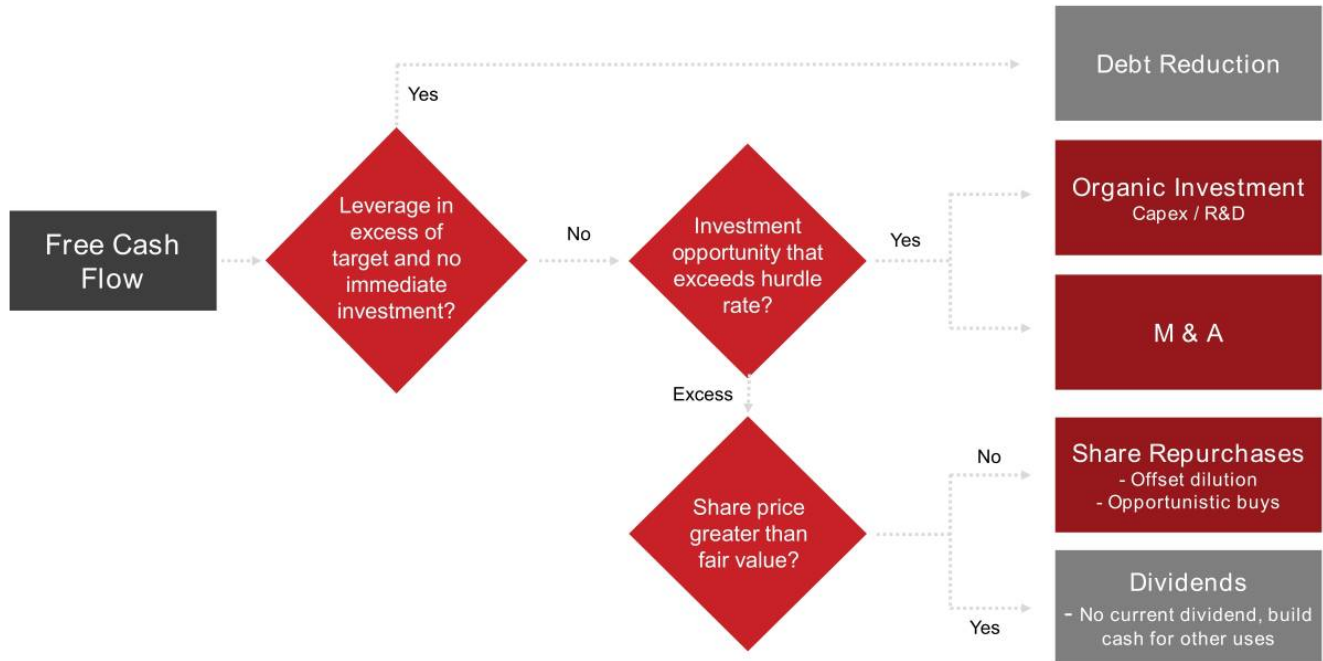 Debt Reduction
Yes
Leverage in
excess of
target and no
immediate
investment?
Free Cash
Flow
No
Investment
opportunity that
exceeds hurdle
rate?
Yes
Organic Investment
Capex / R&D
M & A
Excess
Share price
greater than
fair value?
No
Share Repurchases
- Offset dilution
- Opportunistic buys
Yes
Dividends
- No current dividend, build
cash for other uses